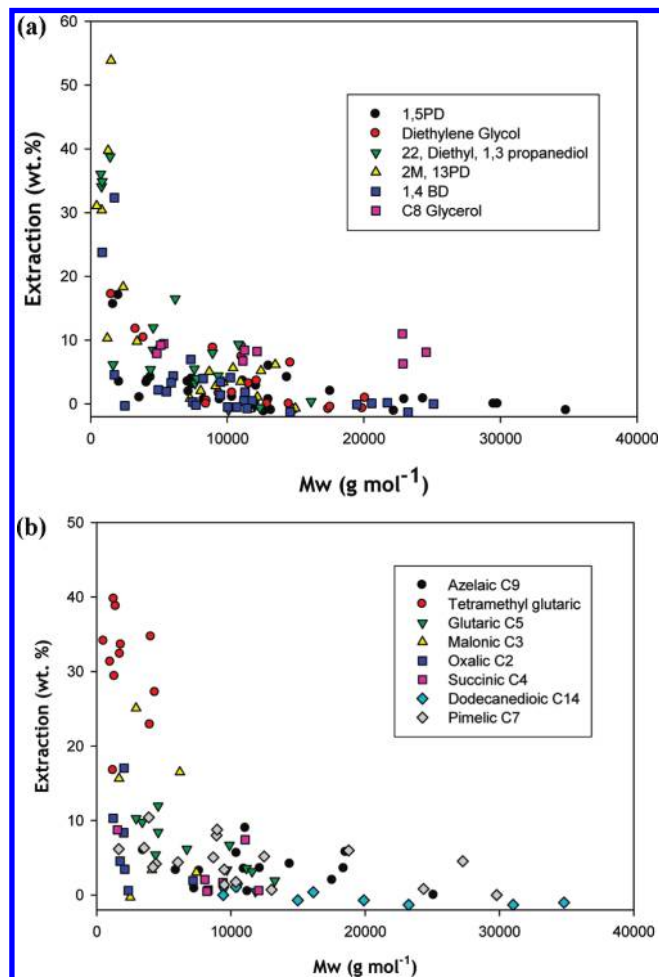 (a)
60
50
40
30
20
10
0
Extraction (wt.%)
1,5PD
Diethylene Glycol
22, Diethyl, 1,3 propanediol
2M, 13PD
1,4 BD
C8 Glycerol
0 10000 20000 30000 40000
Mw (g mol⁻¹)
(b)
50
40
30
20
10
0
Extraction (wt. %)
Azelaic C9
Tetramethyl glutaric
Glutaric C5
Malonic C3
Oxalic C2
Succinic C4
Dodecanedioic C14
Pimelic C7
0 10000 20000 30000 40000
Mw (g mol⁻¹)